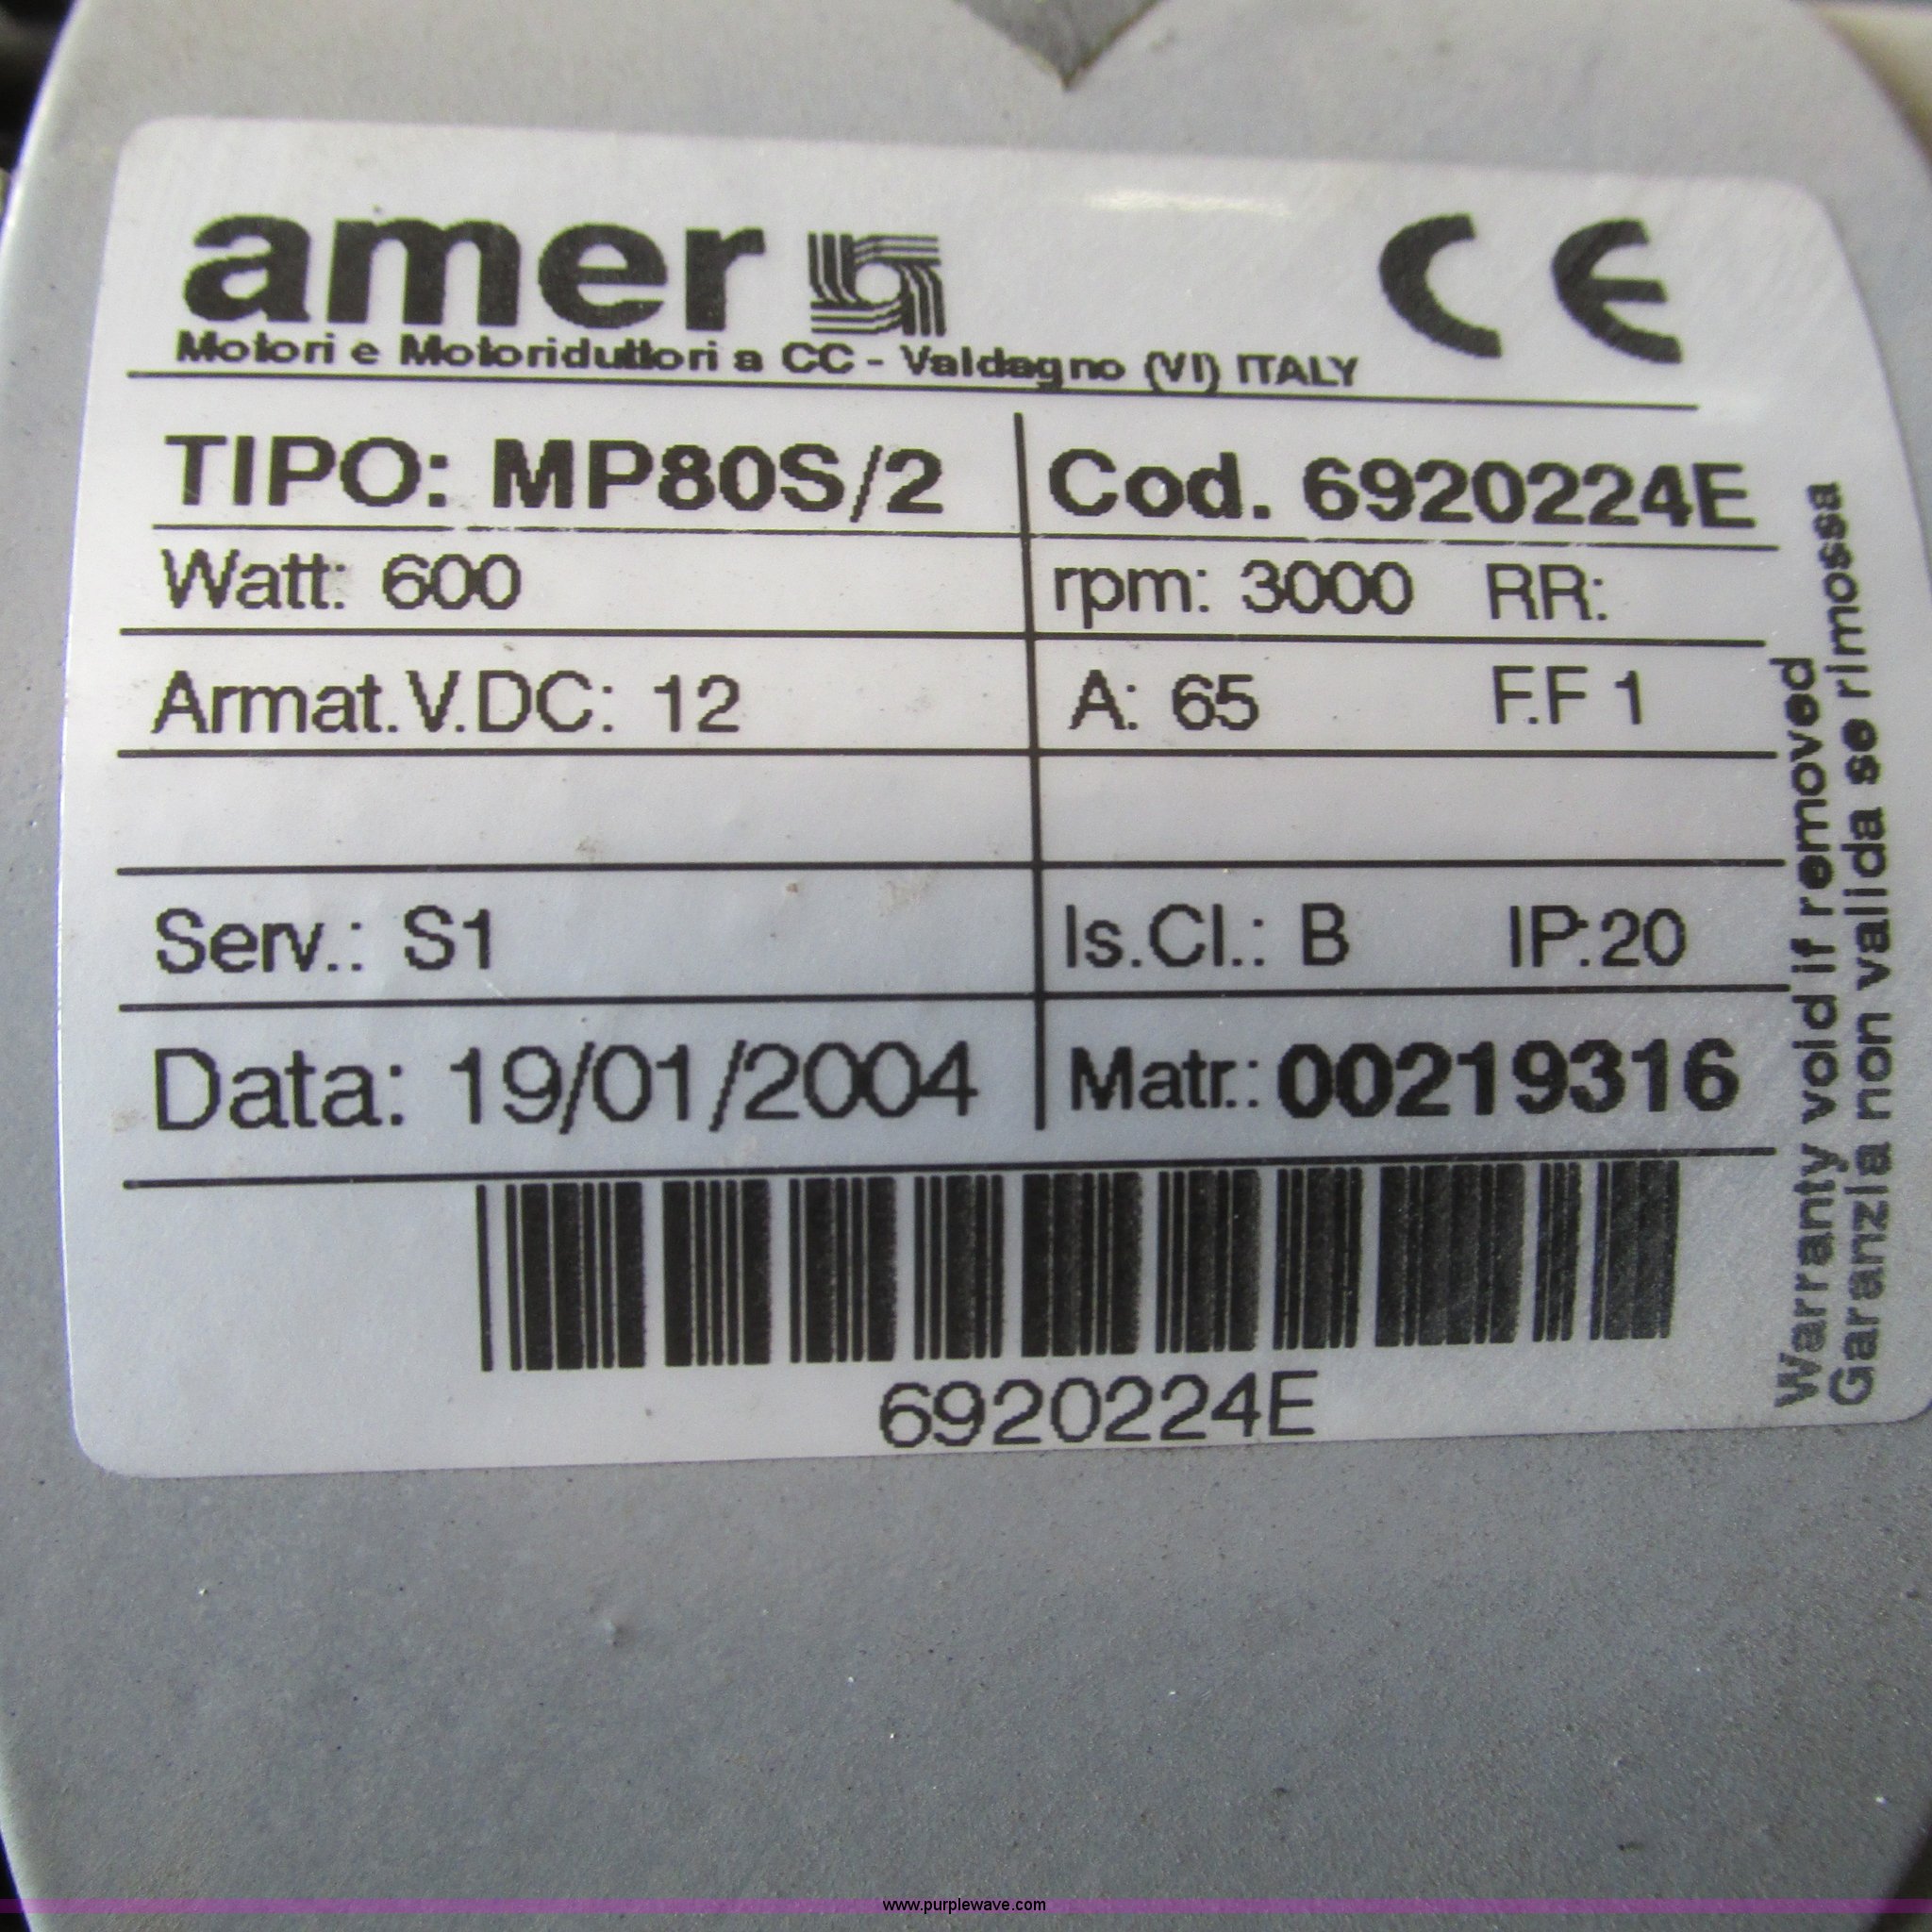 amer
CE
Motori e Motoriduttori a CC - Valdagno (VI) ITALY
TIPO: MP80S/2 Cod. 6920224E
Watt: 600 rpm: 3000 RR:
Armat.V.DC: 12 A: 65 F.F 1
Serv.: S1 Is.Cl.: B IP:20
Data: 19/01/2004 Matr.: 00219316
6920224E
Warranty void if removed
Garanzia non valida se rimossa
www.purplewave.com